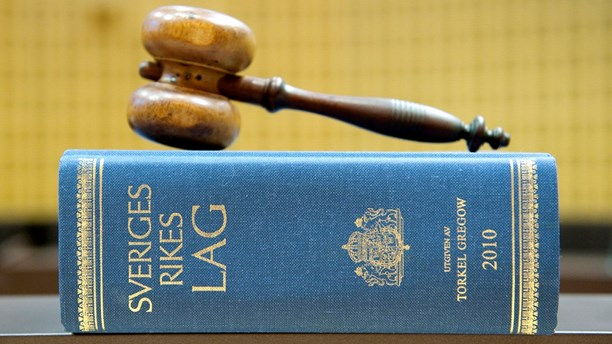 SVERIGES
RIKES
LAG
UTGIVEN AV
TORKEL GREGOW
2010